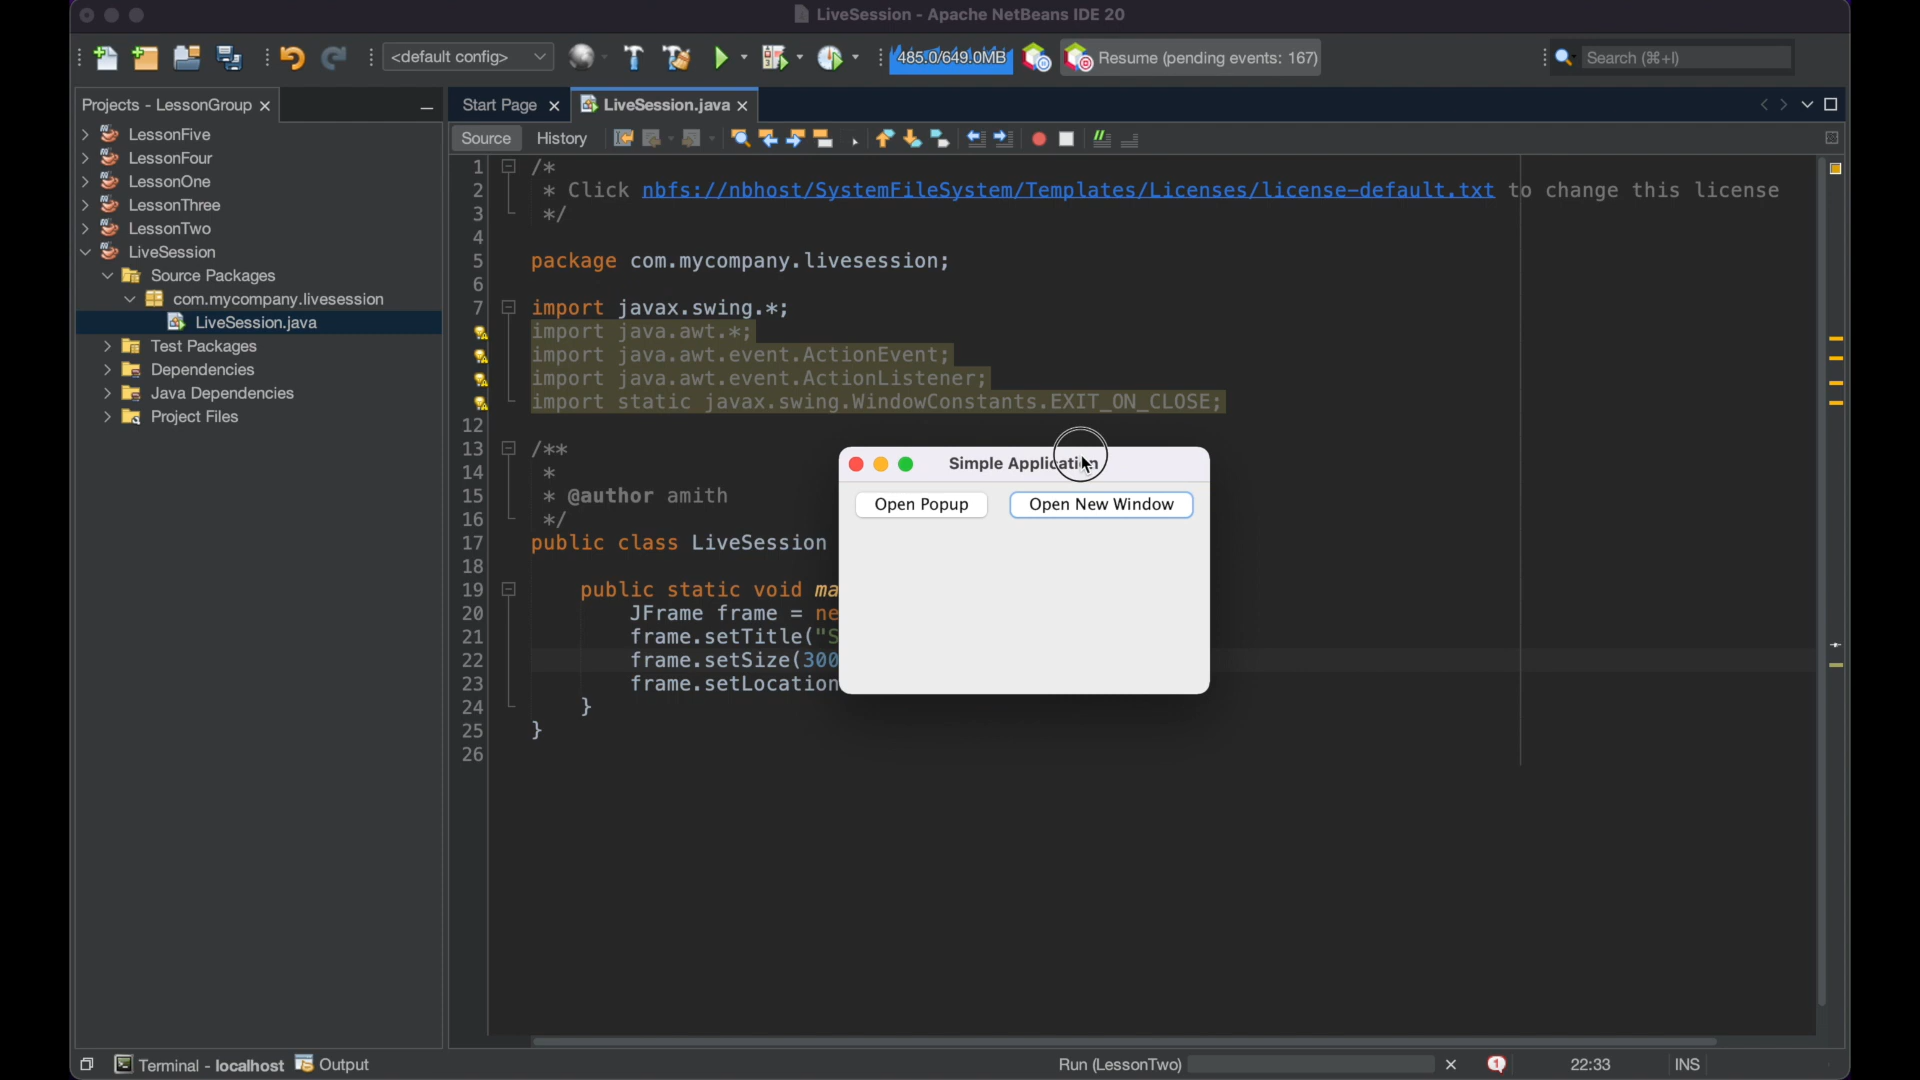 LiveSession - Apache NetBeans IDE 20
<default config>
485.0/649.0MB
Resume (pending events: 167)
Search (⌘+I)
Projects - LessonGroup
Start Page
LiveSession.java
Source
History
LessonFive
LessonFour
LessonOne
LessonThree
LessonTwo
LiveSession
Source Packages
com.mycompany.livesession
LiveSession.java
Test Packages
Dependencies
Java Dependencies
Project Files
1 /*
2 * Click nbfs://nbhost/SystemFileSystem/Templates/Licenses/license-default.txt to change this license
3 */
4
5 package com.mycompany.livesession;
6
7 import javax.swing.*;
import java.awt.*;
import java.awt.event.ActionEvent;
import java.awt.event.ActionListener;
import static javax.swing.WindowConstants.EXIT_ON_CLOSE;
12
13 /**
14 *
15 * @author amith
16 */
17 public class LiveSession
18
19 public static void ma
20 JFrame frame = ne
21 frame.setTitle("S
22 frame.setSize(300
23 frame.setLocation
24 }
25 }
26
Simple Application
Open Popup
Open New Window
Terminal - localhost
Output
Run (LessonTwo)
1
22:33
INS